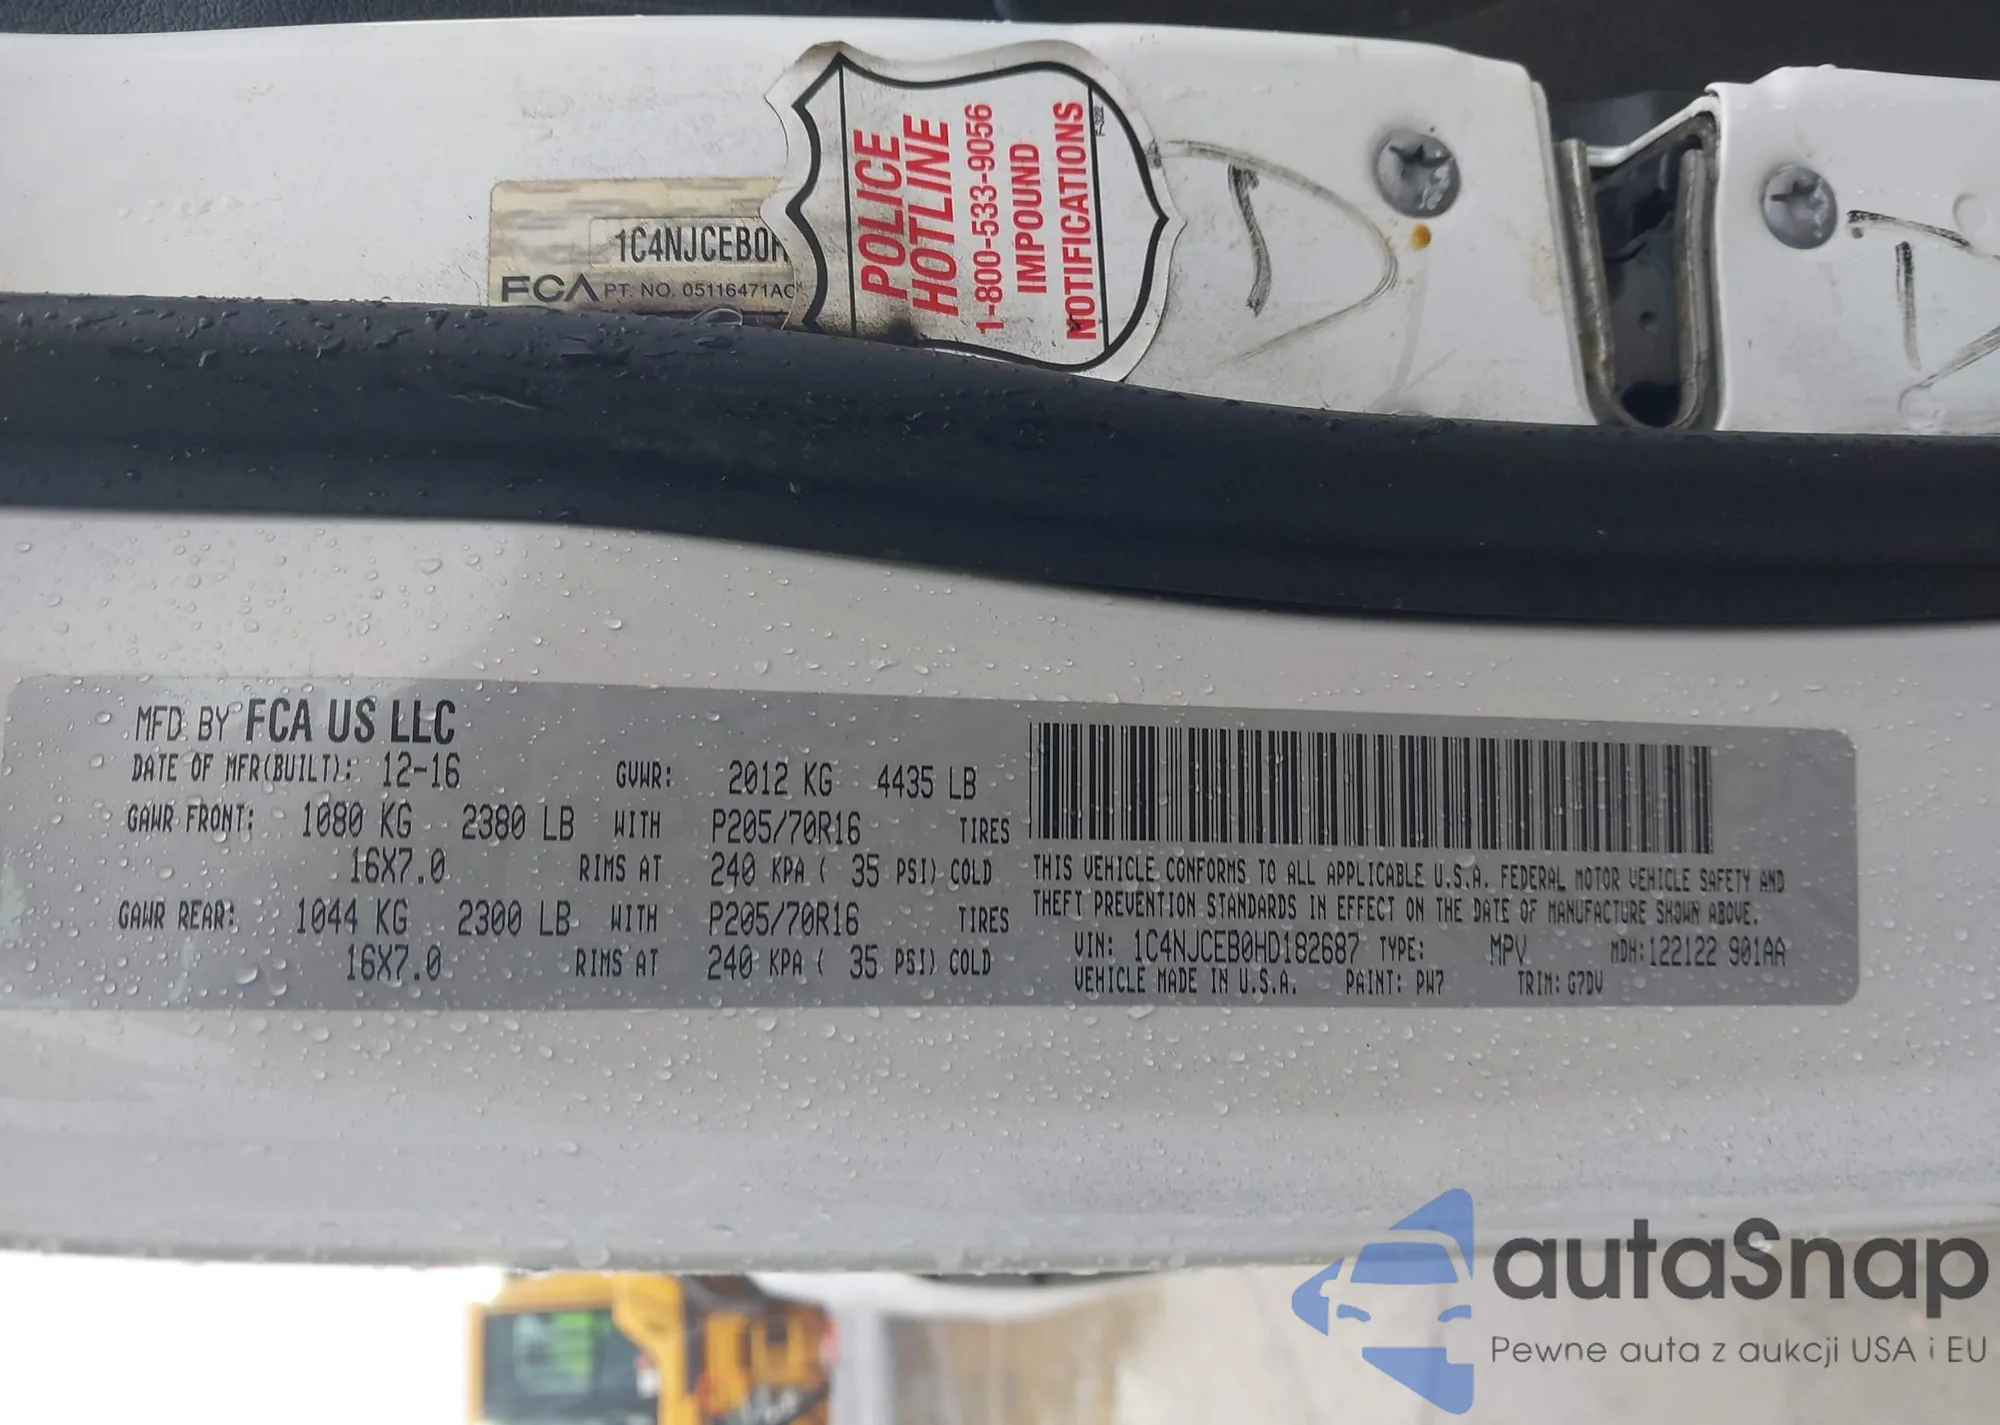 POLICE
HOTLINE
1-800-533-9056
IMPOUND
NOTIFICATIONS
F-322
1C4NJCEB0H
FCA PT. NO. 05116471AC
MFD BY FCA US LLC
DATE OF MFR(BUILT): 12-16 GVWR: 2012 KG 4435 LB
GAWR FRONT: 1080 KG 2380 LB WITH P205/70R16 TIRES
16X7.0 RIMS AT 240 KPA ( 35 PSI) COLD
GAWR REAR: 1044 KG 2300 LB WITH P205/70R16 TIRES
16X7.0 RIMS AT 240 KPA ( 35 PSI) COLD
THIS VEHICLE CONFORMS TO ALL APPLICABLE U.S.A. FEDERAL MOTOR VEHICLE SAFETY AND
THEFT PREVENTION STANDARDS IN EFFECT ON THE DATE OF MANUFACTURE SHOWN ABOVE.
VIN: 1C4NJCEB0HD182687 TYPE: MPV MDH:122122 901AA
VEHICLE MADE IN U.S.A. PAINT: PW7 TRIM: G7DV
autaSnap
Pewne auta z aukcji USA i EU